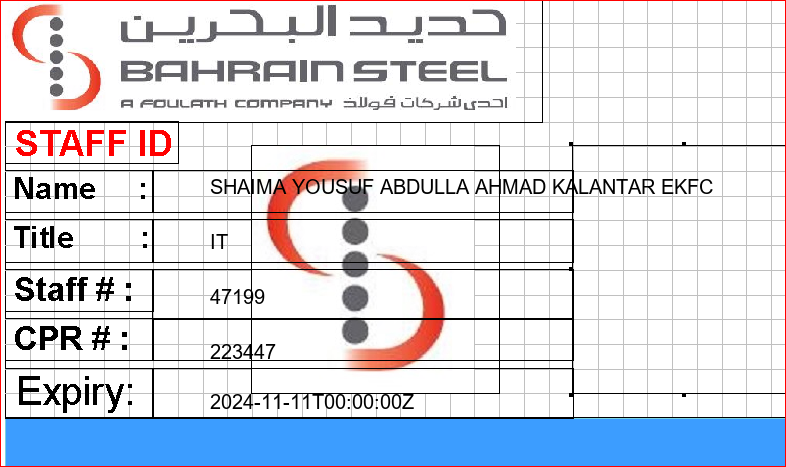 حديد البحرين
BAHRAIN STEEL
A FOULATH COMPANY احدى شركات فولاذ
STAFF ID
Name : SHAIMA YOUSUF ABDULLA AHMAD KALANTAR EKFC
Title : IT
Staff # : 47199
CPR # : 223447
Expiry: 2024-11-11T00:00:00Z